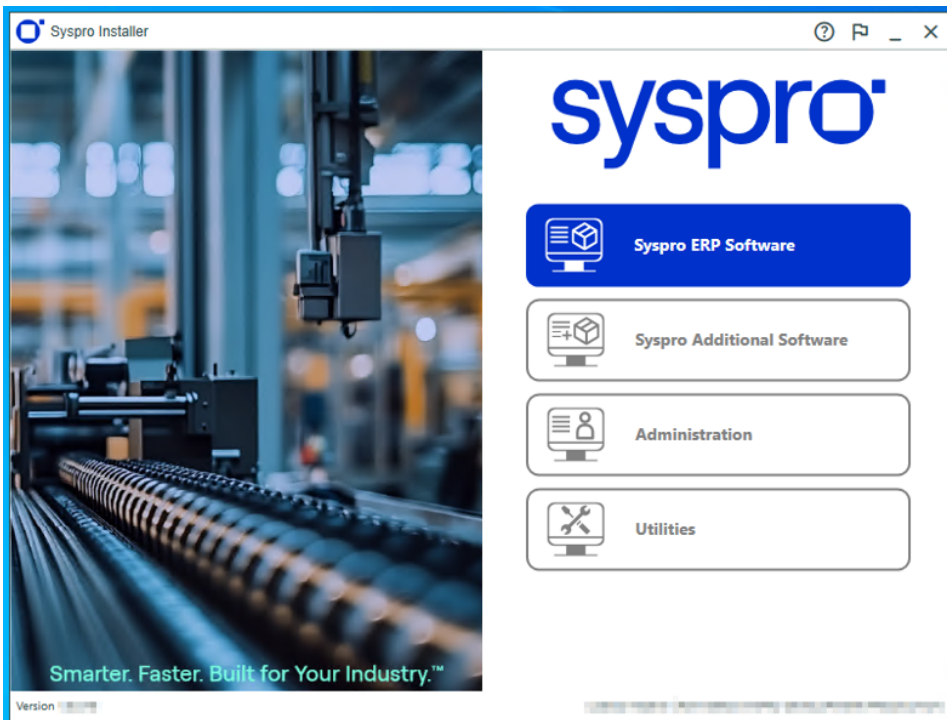 Syspro Installer
syspro
Syspro ERP Software
Syspro Additional Software
Administration
Utilities
Smarter. Faster. Built for Your Industry.™
Version